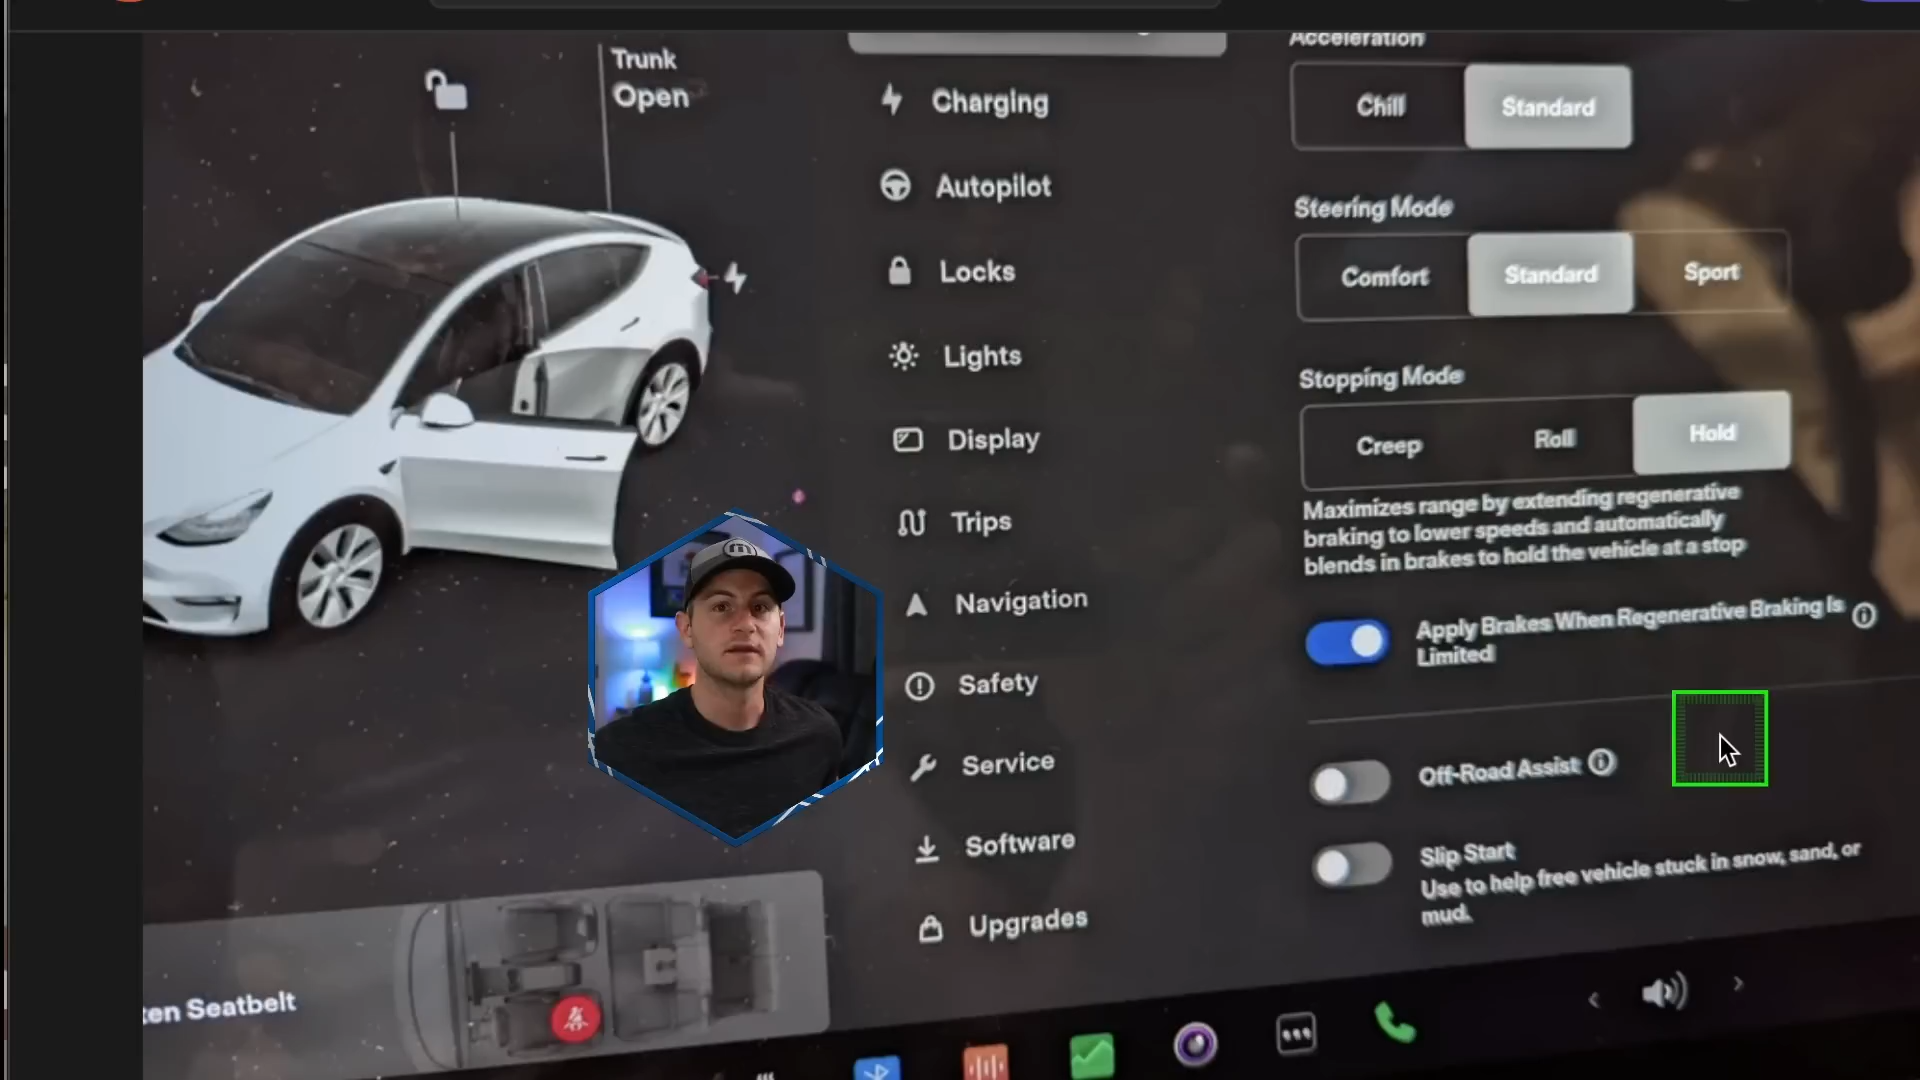 Trunk
Open
Charging
Autopilot
Locks
Lights
Display
Trips
Navigation
Safety
Service
Software
Upgrades
Acceleration
Chill
Standard
Steering Mode
Comfort
Standard
Sport
Stopping Mode
Creep
Roll
Hold
Maximizes range by extending regenerative
braking to lower speeds and automatically
blends in brakes to hold the vehicle at a stop
Apply Brakes When Regenerative Braking Is
Limited
Off-Road Assist
Slip Start
Use to help free vehicle stuck in snow, sand, or
mud.
ten Seatbelt